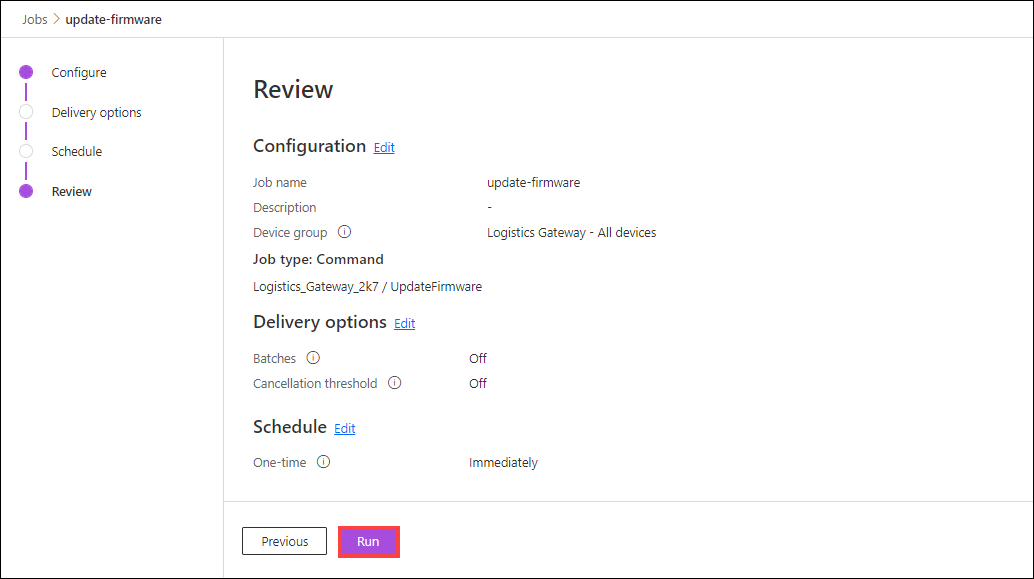 Jobs > update-firmware
Configure
Delivery options
Schedule
Review
Review
Configuration Edit
Job name update-firmware
Description -
Device group Logistics Gateway - All devices
Job type: Command
Logistics_Gateway_2k7 / UpdateFirmware
Delivery options Edit
Batches Off
Cancellation threshold Off
Schedule Edit
One-time Immediately
Previous Run